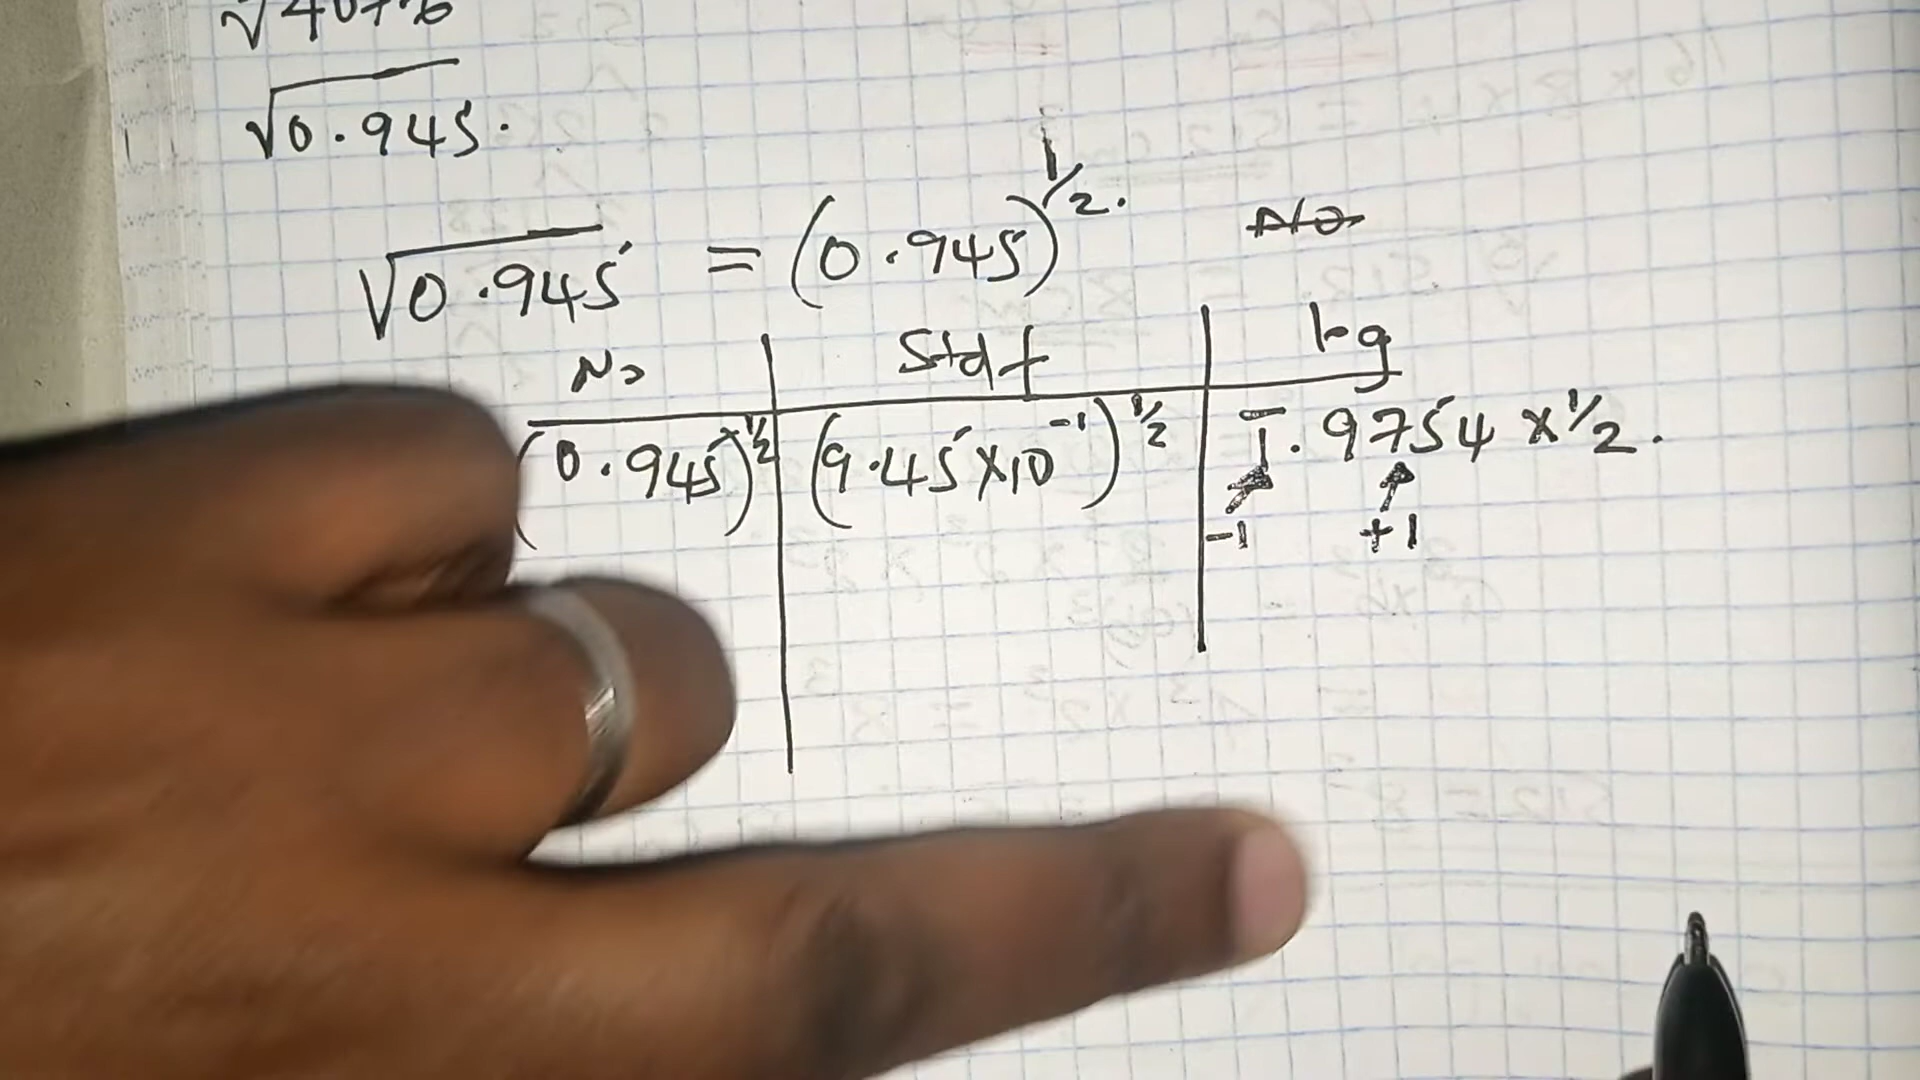 √0.945.
√0.945 = (0.945)^1/2.
No | Std f | log
(0.945)^1/2 | (9.45×10^-1)^1/2 | 1̄.9754 × 1/2.
-1 +1